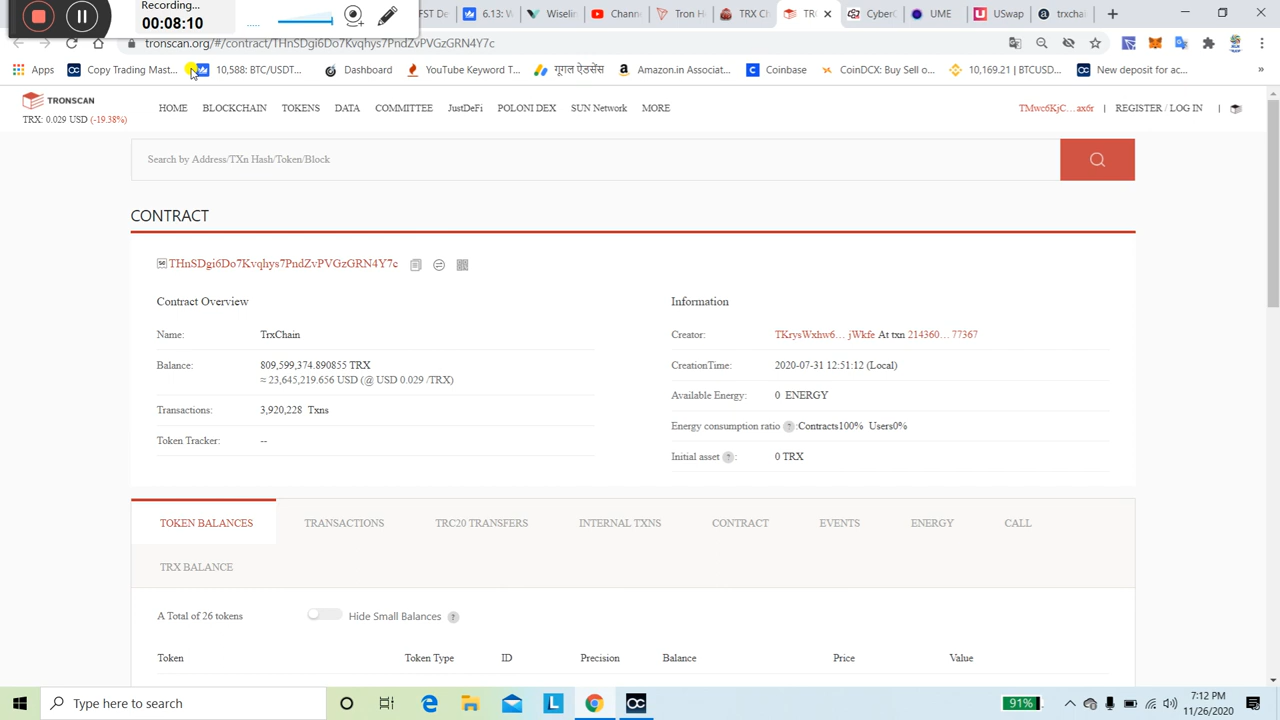 Recording...
00:08:10
FST De
6.13: W
Wiselin
Chann
Tron H
TRX C
TR
Cyber
UME
USwap
trxchai
tronscan.org/#/contract/THnSDgi6Do7Kvqhys7PndZvPVGzGRN4Y7c
Apps
Copy Trading Mast...
10,588: BTC/USDT...
Dashboard
YouTube Keyword T...
गूगल ऐडसेंस
Amazon.in Associat...
Coinbase
CoinDCX: Buy Sell o...
10,169.21 | BTCUSD...
New deposit for ac...
»
TRONSCAN
TRX: 0.029 USD (-19.38%)
HOME BLOCKCHAIN TOKENS DATA COMMITTEE JustDeFi POLONI DEX SUN Network MORE
TMwc6KjC... ax6r | REGISTER / LOG IN |
Search by Address/TXn Hash/Token/Block
CONTRACT
THnSDgi6Do7Kvqhys7PndZvPVGzGRN4Y7c
Contract Overview
Name: TrxChain
Balance: 809,599,374.890855 TRX
≈ 23,645,219.656 USD (@ USD 0.029 /TRX)
Transactions: 3,920,228 Txns
Token Tracker: --
Information
Creator: TKrysWxhw6... jWkfe At txn 214360... 77367
CreationTime: 2020-07-31 12:51:12 (Local)
Available Energy: 0 ENERGY
Energy consumption ratio ? :Contracts100% Users0%
Initial asset ? : 0 TRX
TOKEN BALANCES TRANSACTIONS TRC20 TRANSFERS INTERNAL TXNS CONTRACT EVENTS ENERGY CALL
TRX BALANCE
A Total of 26 tokens Hide Small Balances ?
Token Token Type ID Precision Balance Price Value
Type here to search
91%
7:12 PM
11/26/2020